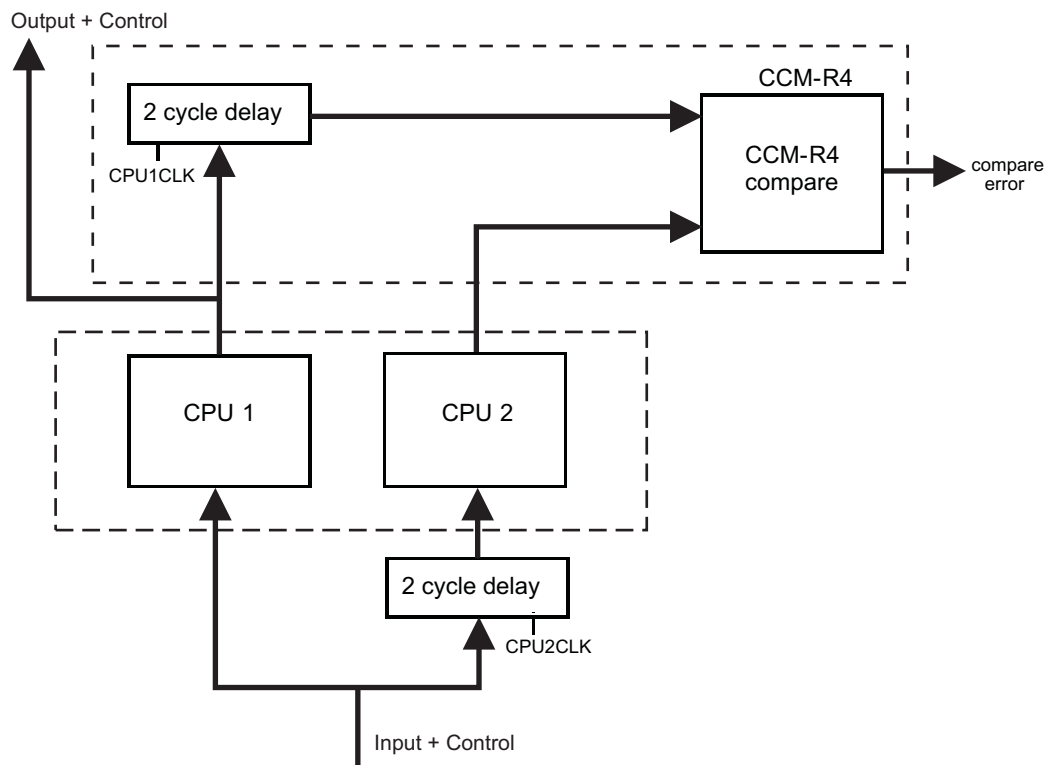 Output + Control
2 cycle delay
CPU1CLK
CCM-R4
CCM-R4
compare
compare
error
CPU 1
CPU 2
2 cycle delay
CPU2CLK
Input + Control